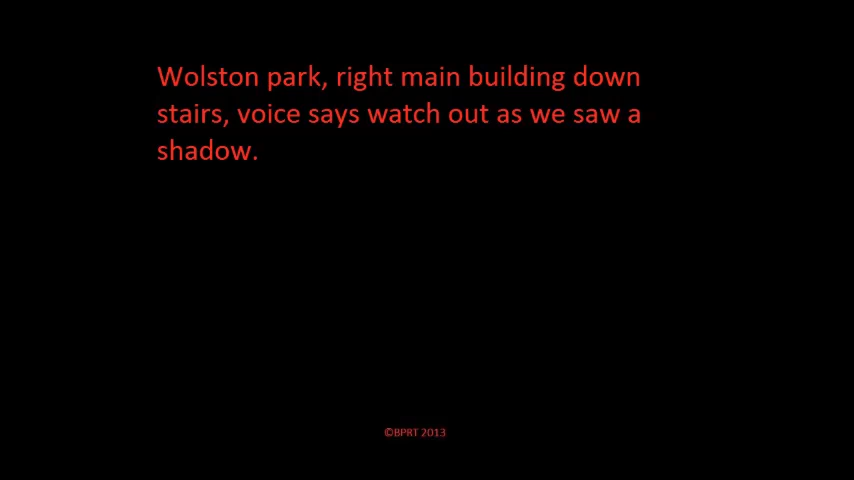 Wolston park, right main building down
stairs, voice says watch out as we saw a
shadow.
©BPRT 2013